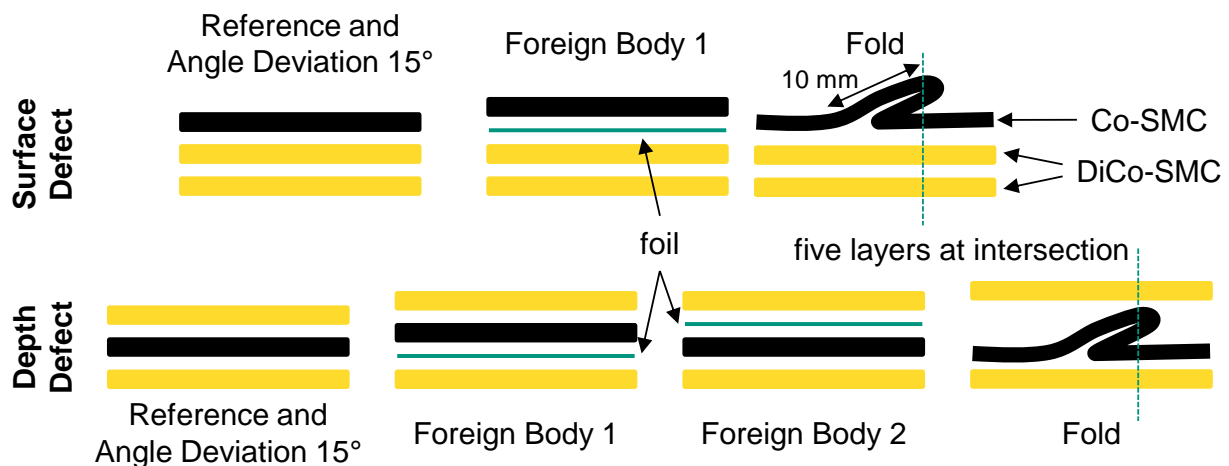 Reference and
Angle Deviation 15°
Foreign Body 1
Fold
10 mm
Surface
Defect
Co-SMC
DiCo-SMC
foil
five layers at intersection
Depth
Defect
Reference and
Angle Deviation 15°
Foreign Body 1
Foreign Body 2
Fold